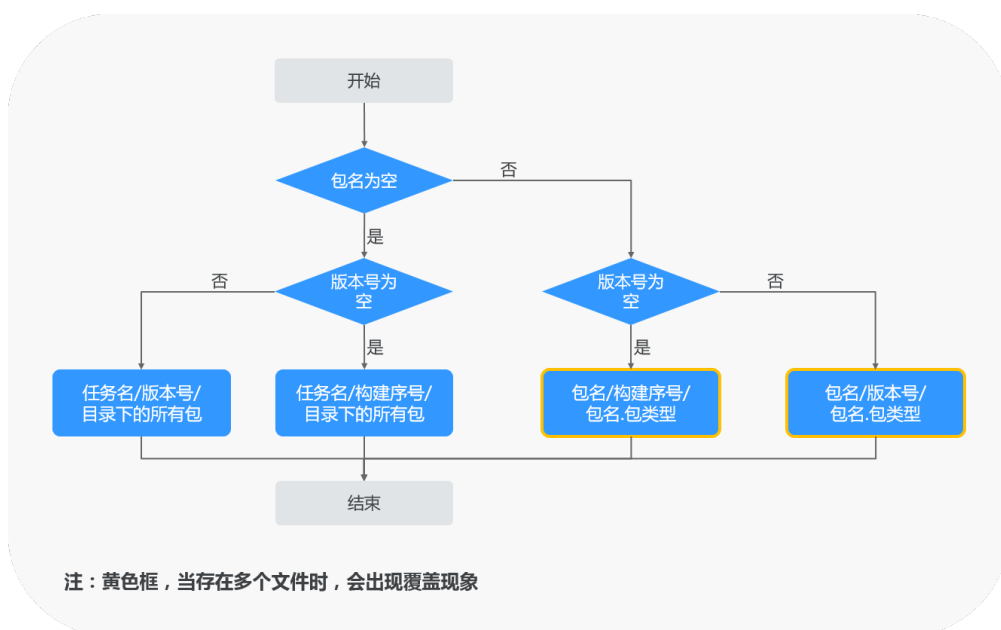 开始
包名为空
否
是
版本号为
空
否
版本号为
空
否
是
是
任务名/版本号/
目录下的所有包
任务名/构建序号/
目录下的所有包
包名/构建序号/
包名.包类型
包名/版本号/
包名.包类型
结束
注：黄色框，当存在多个文件时，会出现覆盖现象